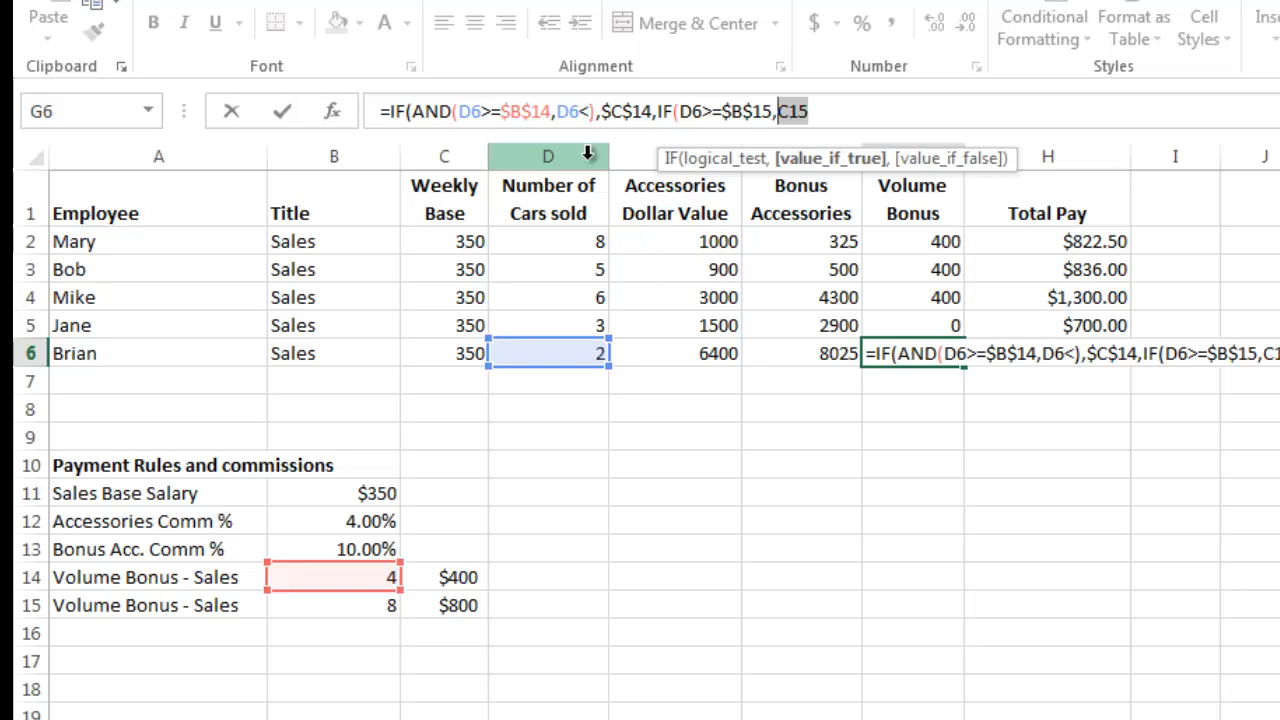 Paste
B I U A
Merge & Center
$ % , .00 .00
Conditional Formatting
Format as Table
Cell Styles
Clipboard Font Alignment Number Styles
G6 fx =IF(AND(D6>=$B$14,D6<),$C$14,IF(D6>=$B$15,C15
IF(logical_test, [value_if_true], [value_if_false])
A B C D H I J
1 Employee Title Weekly Base Number of Cars sold Accessories Dollar Value Bonus Accessories Volume Bonus Total Pay
2 Mary Sales 350 8 1000 325 400 $822.50
3 Bob Sales 350 5 900 500 400 $836.00
4 Mike Sales 350 6 3000 4300 400 $1,300.00
5 Jane Sales 350 3 1500 2900 0 $700.00
6 Brian Sales 350 2 6400 8025 =IF(AND(D6>=$B$14,D6<),$C$14,IF(D6>=$B$15,C1
7
8
9
10 Payment Rules and commissions
11 Sales Base Salary $350
12 Accessories Comm % 4.00%
13 Bonus Acc. Comm % 10.00%
14 Volume Bonus - Sales 4 $400
15 Volume Bonus - Sales 8 $800
16
17
18
19